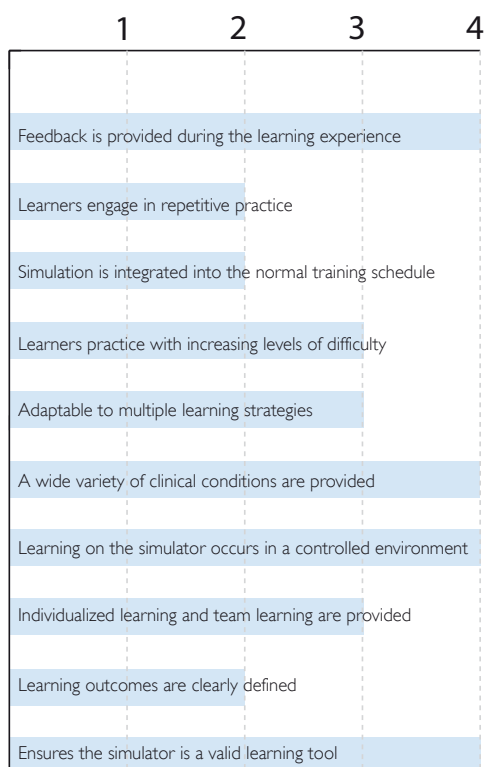 1 2 3 4
Feedback is provided during the learning experience
Learners engage in repetitive practice
Simulation is integrated into the normal training schedule
Learners practice with increasing levels of difficulty
Adaptable to multiple learning strategies
A wide variety of clinical conditions are provided
Learning on the simulator occurs in a controlled environment
Individualized learning and team learning are provided
Learning outcomes are clearly defined
Ensures the simulator is a valid learning tool